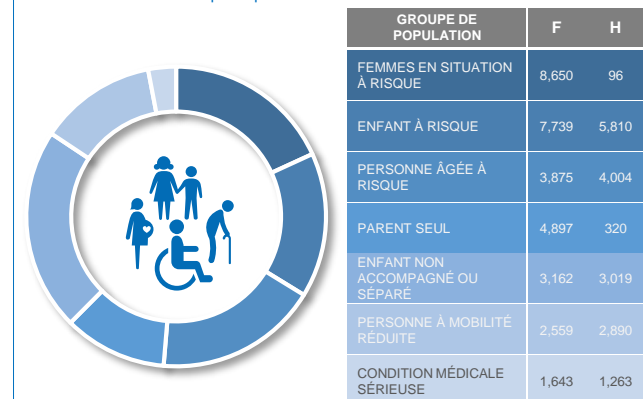 GROUPE DE
POPULATION F H
FEMMES EN SITUATION
À RISQUE 8,650 96
ENFANT À RISQUE 7,739 5,810
PERSONNE ÂGÉE À
RISQUE 3,875 4,004
PARENT SEUL 4,897 320
ENFANT NON
ACCOMPAGNÉ OU
SÉPARÉ 3,162 3,019
PERSONNE À MOBILITÉ
RÉDUITE 2,559 2,890
CONDITION MÉDICALE
SÉRIEUSE 1,643 1,263